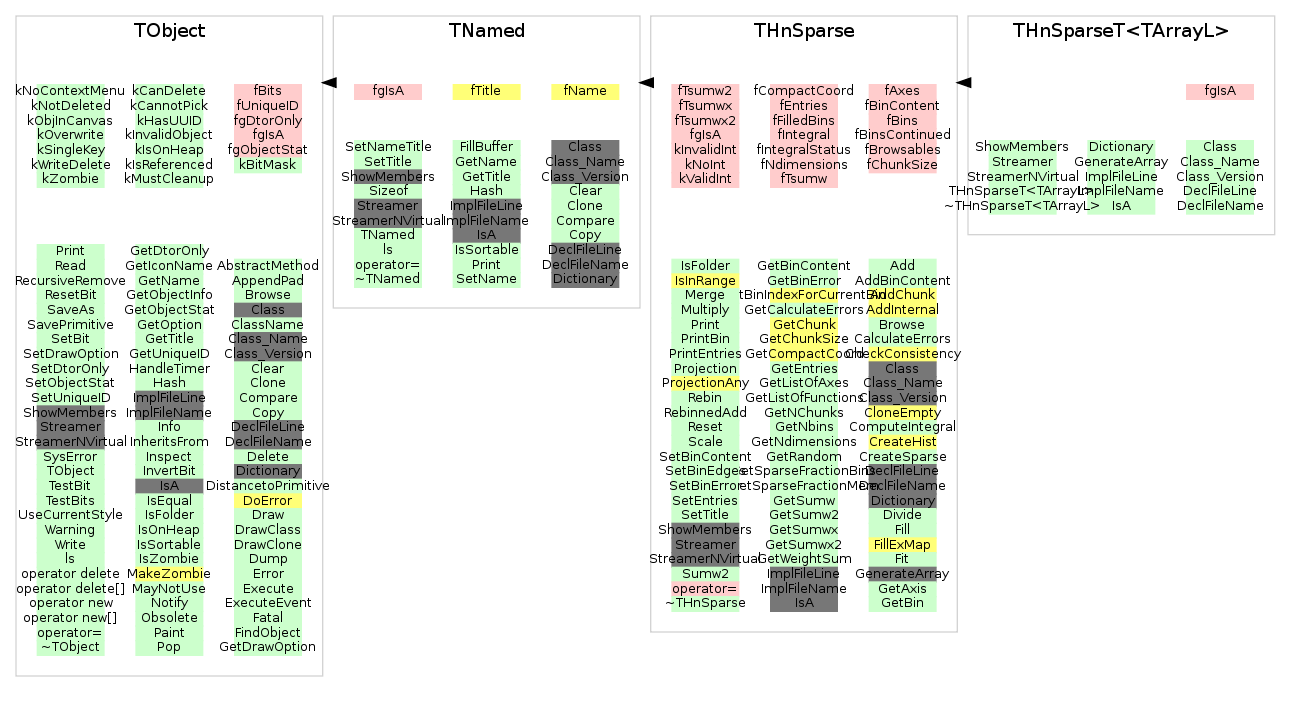 TObject
kNoContextMenu
kNotDeleted
kObjInCanvas
kOverwrite
kSingleKey
kWriteDelete
kZombie
kCanDelete
kCannotPick
kHasUUID
kInvalidObject
kIsOnHeap
kIsReferenced
kMustCleanup
fBits
fUniqueID
fgDtorOnly
fgIsA
fgObjectStat
kBitMask
Print
Read
RecursiveRemove
ResetBit
SaveAs
SavePrimitive
SetBit
SetDrawOption
SetDtorOnly
SetObjectStat
SetUniqueID
ShowMembers
Streamer
StreamerNVirtual
SysError
TObject
TestBit
TestBits
UseCurrentStyle
Warning
Write
ls
operator delete
operator delete[]
operator new
operator new[]
operator=
~TObject
GetDtorOnly
GetIconName
GetName
GetObjectInfo
GetObjectStat
GetOption
GetTitle
GetUniqueID
HandleTimer
Hash
ImplFileLine
ImplFileName
Info
InheritsFrom
Inspect
InvertBit
IsA
IsEqual
IsFolder
IsOnHeap
IsSortable
IsZombie
MakeZombie
MayNotUse
Notify
Obsolete
Paint
Pop
AbstractMethod
AppendPad
Browse
Class
ClassName
Class_Name
Class_Version
Clear
Clone
Compare
Copy
DeclFileLine
DeclFileName
Delete
Dictionary
DistancetoPrimitive
DoError
Draw
DrawClass
DrawClone
Dump
Error
Execute
ExecuteEvent
Fatal
FindObject
GetDrawOption
TNamed
fgIsA
fTitle
fName
SetNameTitle
SetTitle
ShowMembers
Sizeof
Streamer
StreamerNVirtual
TNamed
ls
operator=
~TNamed
FillBuffer
GetName
GetTitle
Hash
ImplFileLine
ImplFileName
IsA
IsSortable
Print
SetName
Class
Class_Name
Class_Version
Clear
Clone
Compare
Copy
DeclFileLine
DeclFileName
Dictionary
THnSparse
fTsumw2
fTsumwx
fTsumwx2
fgIsA
kInvalidInt
kNoInt
kValidInt
fCompactCoord
fEntries
fFilledBins
fIntegral
fIntegralStatus
fNdimensions
fTsumw
fAxes
fBinContent
fBins
fBinsContinued
fBrowsables
fChunkSize
IsFolder
IsInRange
Merge
Multiply
Print
PrintBin
PrintEntries
Projection
ProjectionAny
Rebin
RebinnedAdd
Reset
Scale
SetBinContent
SetBinEdges
SetBinError
SetEntries
SetTitle
ShowMembers
Streamer
StreamerNVirtual
Sumw2
operator=
~THnSparse
GetBinContent
GetBinError
tBinIndexForCurrentBin
GetCalculateErrors
GetChunk
GetChunkSize
GetCompactCoord
GetEntries
GetListOfAxes
GetListOfFunctions
GetNChunks
GetNbins
GetNdimensions
GetRandom
etSparseFractionBins
etSparseFractionMem
GetSumw
GetSumw2
GetSumwx
GetSumwx2
GetWeightSum
ImplFileLine
ImplFileName
IsA
Add
AddBinContent
AddChunk
AddInternal
Browse
CalculateErrors
CheckConsistency
Class
Class_Name
Class_Version
CloneEmpty
ComputeIntegral
CreateHist
CreateSparse
DeclFileLine
DeclFileName
Dictionary
Divide
Fill
FillExMap
Fit
GenerateArray
GetAxis
GetBin
THnSparseT<TArrayL>
fgIsA
ShowMembers
Streamer
StreamerNVirtual
THnSparseT<TArrayL>
~THnSparseT<TArrayL>
Dictionary
GenerateArray
ImplFileLine
ImplFileName
IsA
Class
Class_Name
Class_Version
DeclFileLine
DeclFileName